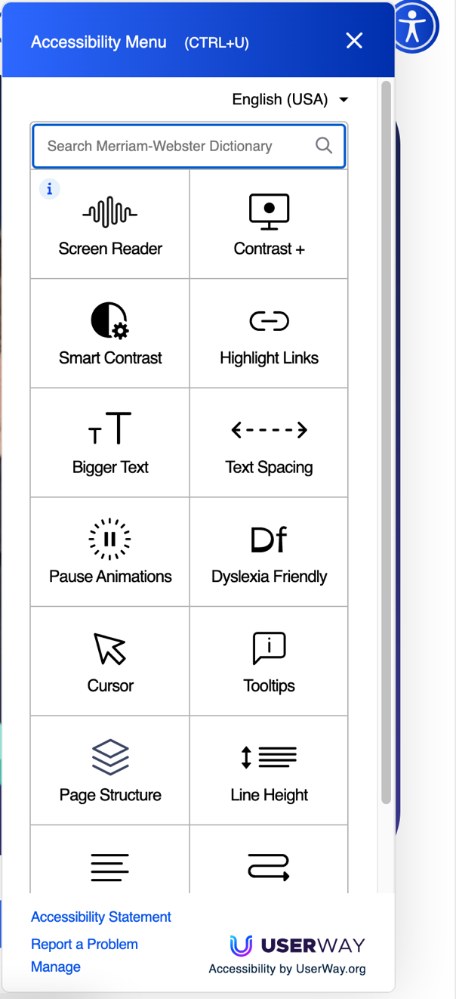 Accessibility Menu (CTRL+U)
English (USA)
Search Merriam-Webster Dictionary
Screen Reader
Contrast +
Smart Contrast
Highlight Links
Bigger Text
Text Spacing
Pause Animations
Df
Dyslexia Friendly
Cursor
Tooltips
Page Structure
Line Height
Accessibility Statement
Report a Problem
Manage
USERWAY
Accessibility by UserWay.org